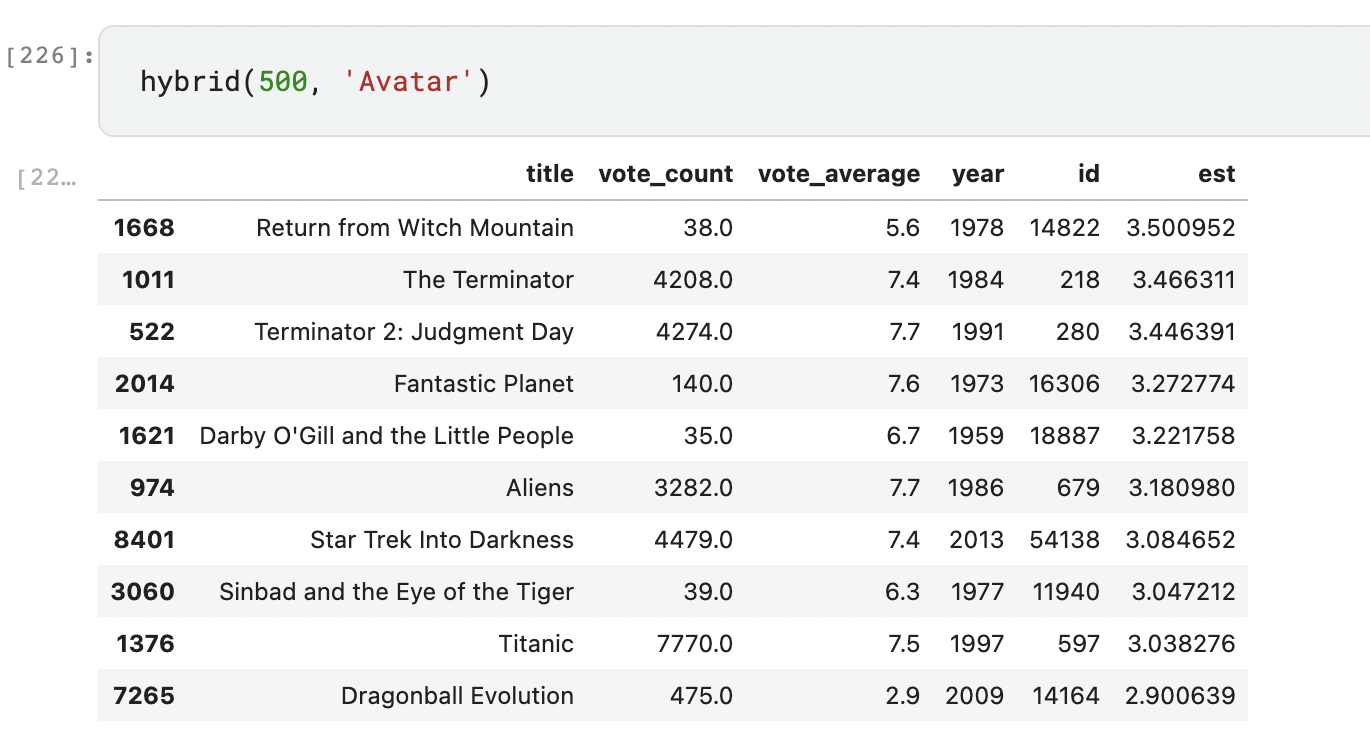 [226]:
hybrid(500, 'Avatar')
[22…
title vote_count vote_average year id est
1668 Return from Witch Mountain 38.0 5.6 1978 14822 3.500952
1011 The Terminator 4208.0 7.4 1984 218 3.466311
522 Terminator 2: Judgment Day 4274.0 7.7 1991 280 3.446391
2014 Fantastic Planet 140.0 7.6 1973 16306 3.272774
1621 Darby O'Gill and the Little People 35.0 6.7 1959 18887 3.221758
974 Aliens 3282.0 7.7 1986 679 3.180980
8401 Star Trek Into Darkness 4479.0 7.4 2013 54138 3.084652
3060 Sinbad and the Eye of the Tiger 39.0 6.3 1977 11940 3.047212
1376 Titanic 7770.0 7.5 1997 597 3.038276
7265 Dragonball Evolution 475.0 2.9 2009 14164 2.900639